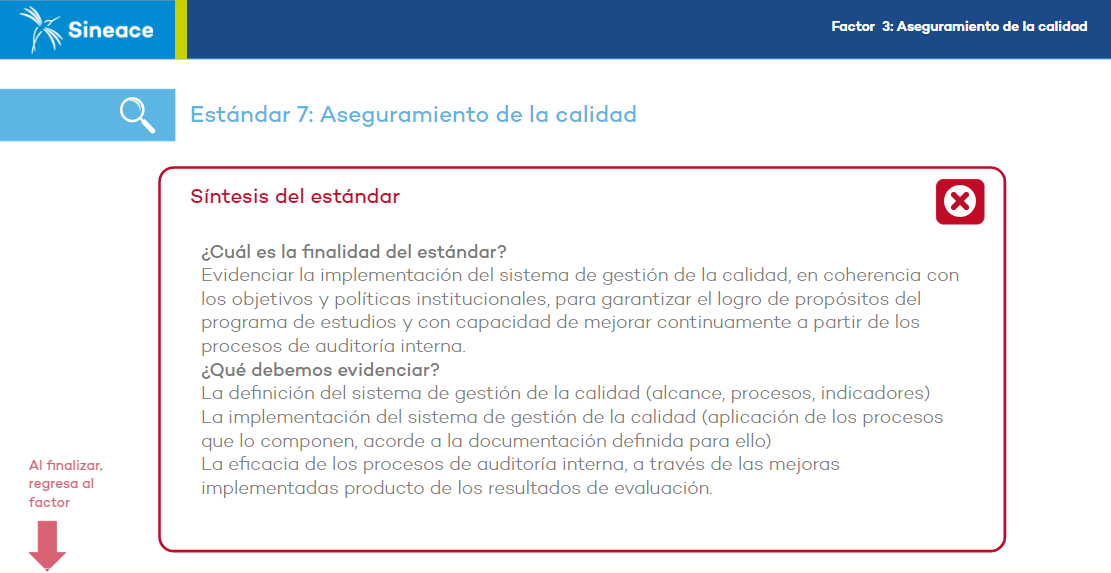 Sineace
Factor 3: Aseguramiento de la calidad
Estándar 7: Aseguramiento de la calidad
Síntesis del estándar
¿Cuál es la finalidad del estándar?
Evidenciar la implementación del sistema de gestión de la calidad, en coherencia con
los objetivos y políticas institucionales, para garantizar el logro de propósitos del
programa de estudios y con capacidad de mejorar continuamente a partir de los
procesos de auditoría interna.
¿Qué debemos evidenciar?
La definición del sistema de gestión de la calidad (alcance, procesos, indicadores)
La implementación del sistema de gestión de la calidad (aplicación de los procesos
que lo componen, acorde a la documentación definida para ello)
La eficacia de los procesos de auditoría interna, a través de las mejoras
implementadas producto de los resultados de evaluación.
Al finalizar,
regresa al
factor